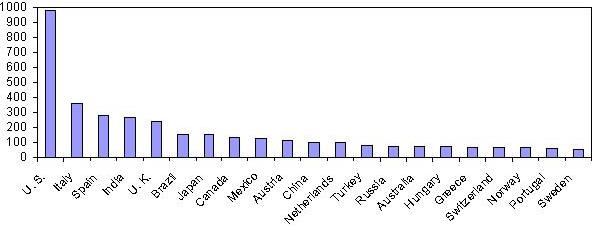 1000
900
800
700
600
500
400
300
200
100
0
U. S.
Italy
Spain
India
U. K.
Brazil
Japan
Canada
Mexico
Austria
China
Netherlands
Turkey
Russia
Australia
Hungary
Greece
Switzerland
Norway
Portugal
Sweden